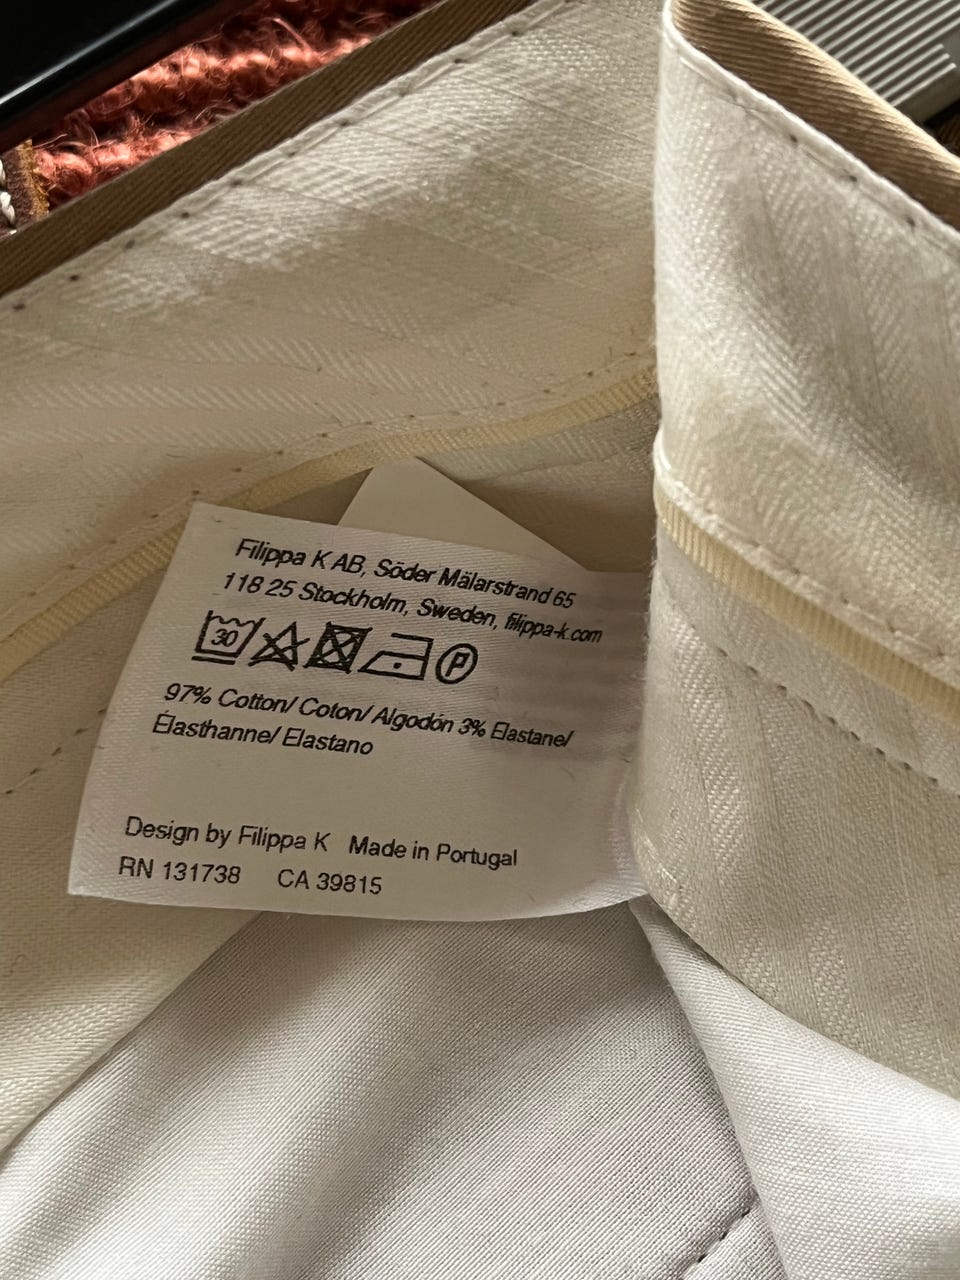 Filippa K AB, Söder Mälarstrand 65
118 25 Stockholm, Sweden, filippa-k.com
30 P
97% Cotton/ Coton/ Algodón 3% Elastane/
Élasthanne/ Elastano
Design by Filippa K Made in Portugal
RN 131738 CA 39815